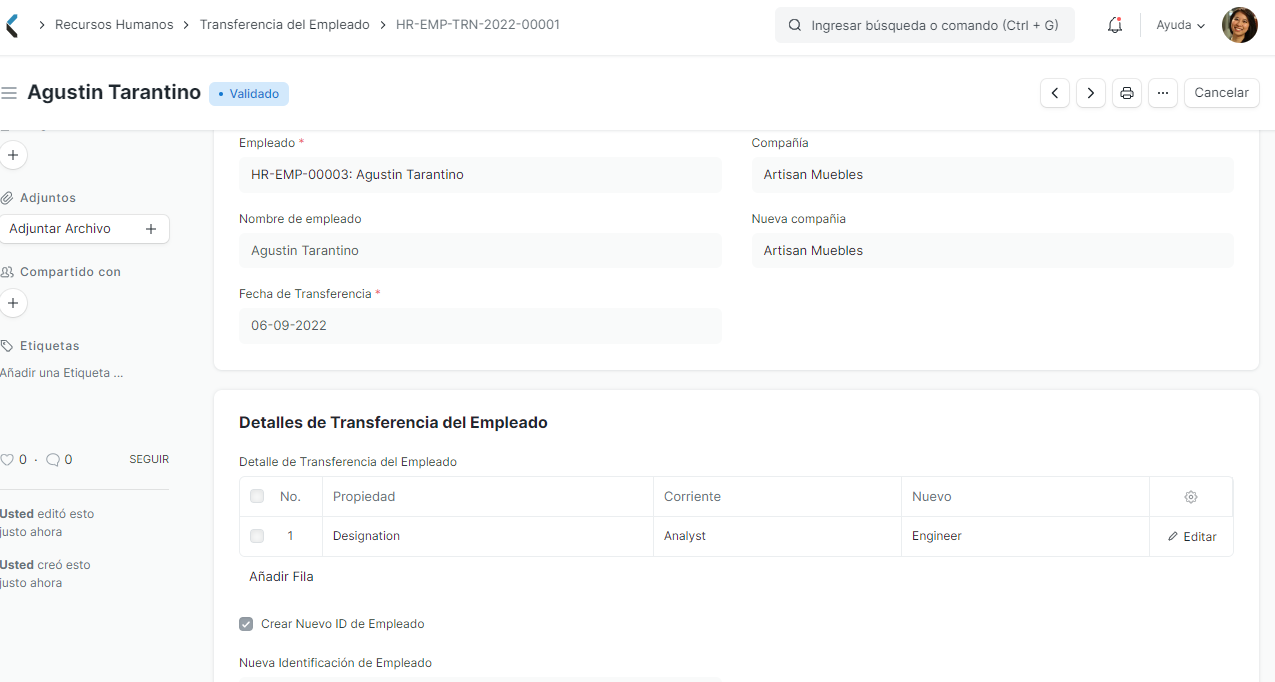 Recursos Humanos > Transferencia del Empleado > HR-EMP-TRN-2022-00001
Ingresar búsqueda o comando (Ctrl + G)
Ayuda
Agustin Tarantino
Validado
Cancelar
Adjuntos
Adjuntar Archivo
Compartido con
Etiquetas
Añadir una Etiqueta ...
0 · 0 SEGUIR
Usted editó esto
justo ahora
Usted creó esto
justo ahora
Empleado *
HR-EMP-00003: Agustin Tarantino
Compañía
Artisan Muebles
Nombre de empleado
Agustin Tarantino
Nueva compañia
Artisan Muebles
Fecha de Transferencia *
06-09-2022
Detalles de Transferencia del Empleado
Detalle de Transferencia del Empleado
No. Propiedad Corriente Nuevo
1 Designation Analyst Engineer Editar
Añadir Fila
Crear Nuevo ID de Empleado
Nueva Identificación de Empleado